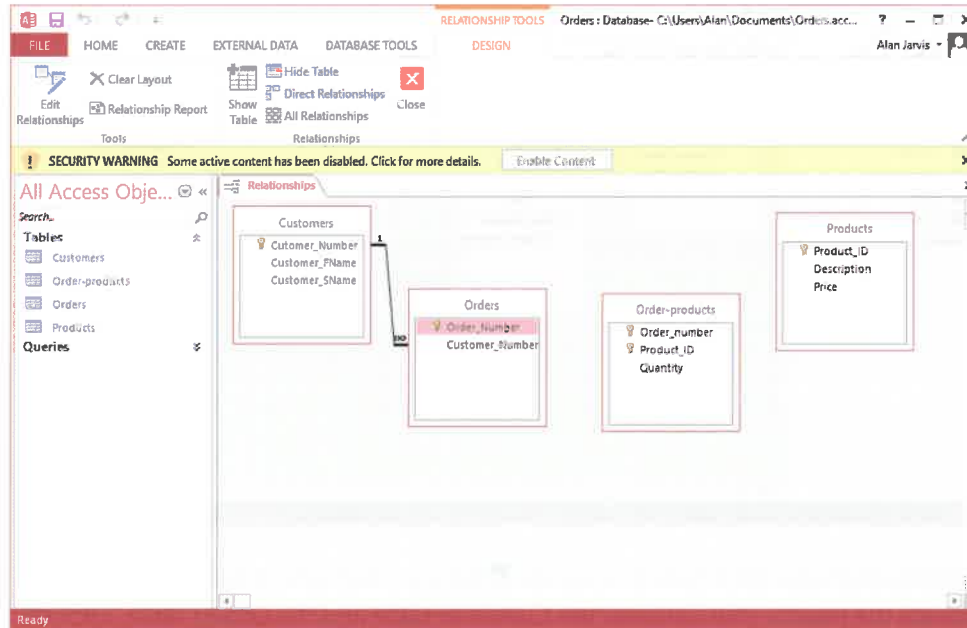 RELATIONSHIP TOOLS Orders : Database- C:\Users\Alan\Documents\Orders.acc... ?
FILE HOME CREATE EXTERNAL DATA DATABASE TOOLS DESIGN Alan Jarvis
Edit Relationships
Clear Layout
Relationship Report
Tools
Show Table
Hide Table
Direct Relationships
All Relationships
Relationships
Close
SECURITY WARNING Some active content has been disabled. Click for more details. Enable Content
All Access Obje...
Search..
Tables
Customers
Order-products
Orders
Products
Queries
Relationships
Customers
Cutomer_Number
Customer_FName
Customer_SName
1
∞
Orders
Order_Number
Customer_Number
Order-products
Order_number
Product_ID
Quantity
Products
Product_ID
Description
Price
Ready